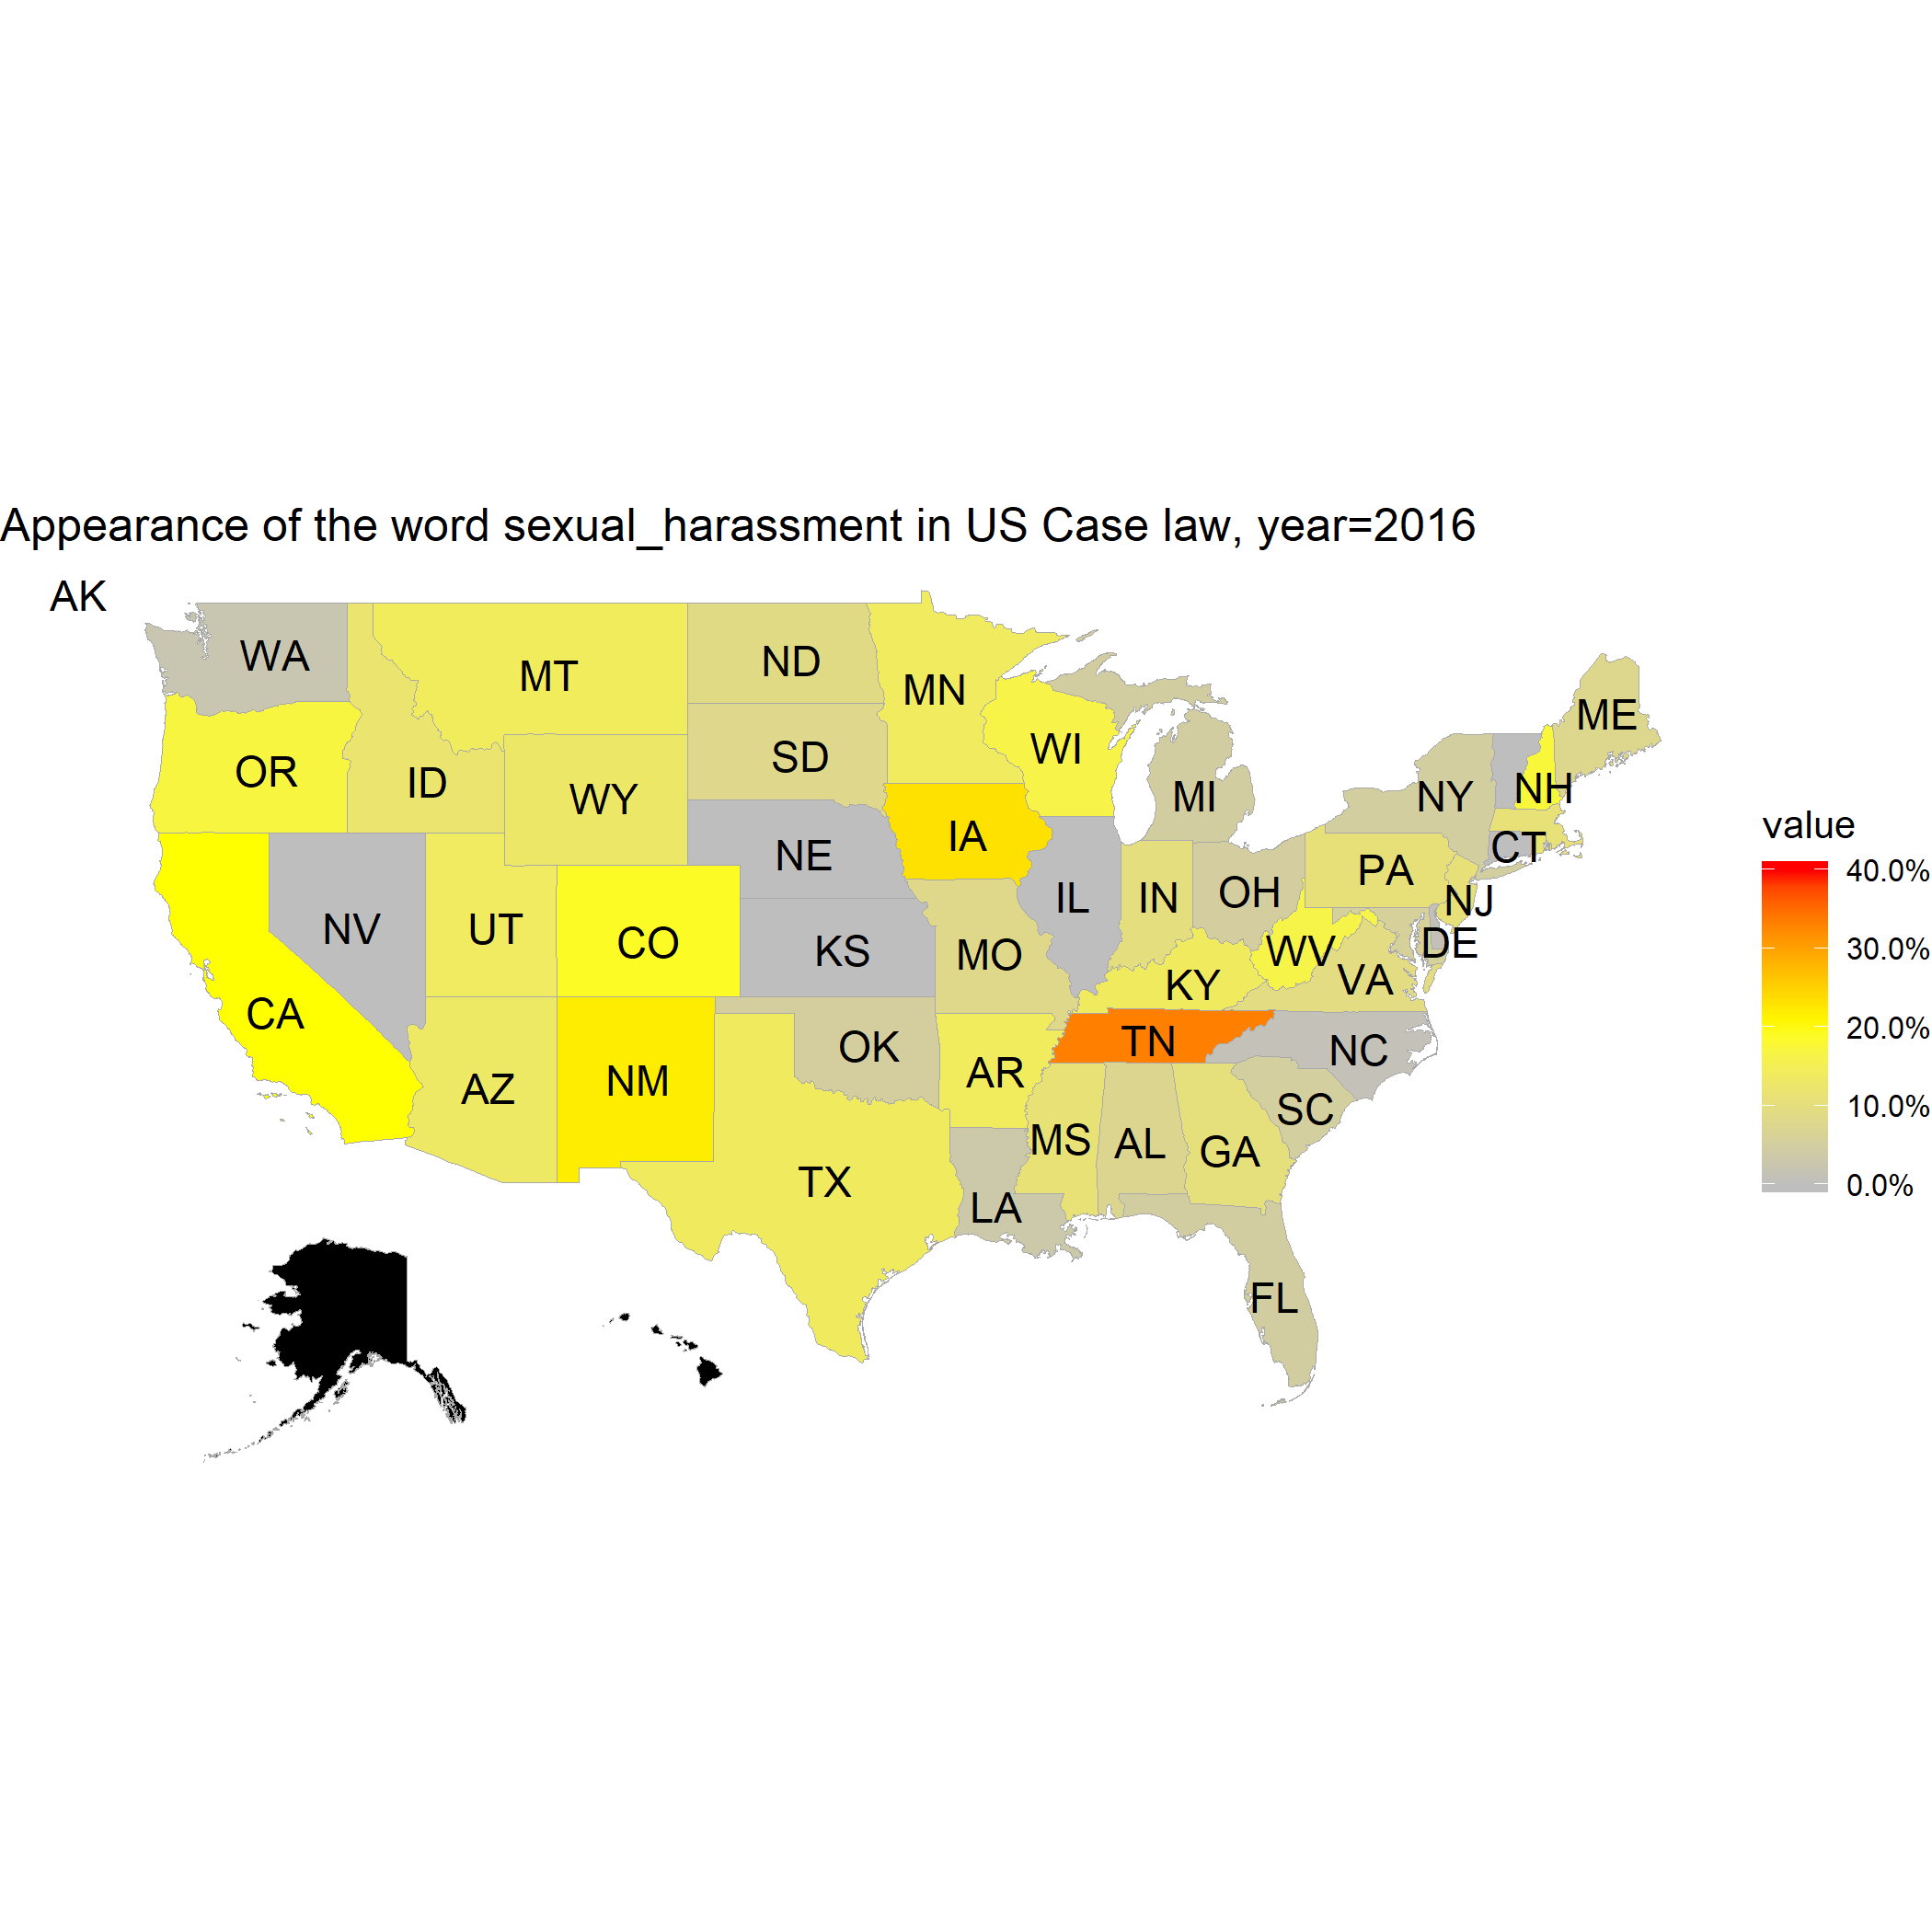 Appearance of the word sexual_harassment in US Case law, year=2016
AK
WA
MT
ND
MN
ME
OR
ID
WY
SD
WI
MI
NY
NH
NV
UT
CO
NE
KS
IA
MO
IL
IN
OH
PA
CT
NJ
DE
WV
VA
KY
CA
AZ
NM
OK
AR
TN
NC
SC
TX
LA
MS
AL
GA
FL
value
40.0%
30.0%
20.0%
10.0%
0.0%